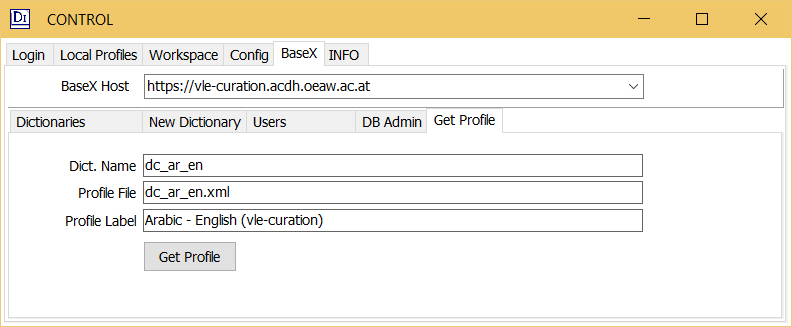 DI CONTROL
Login Local Profiles Workspace Config BaseX INFO
BaseX Host https://vle-curation.acdh.oeaw.ac.at
Dictionaries New Dictionary Users DB Admin Get Profile
Dict. Name dc_ar_en
Profile File dc_ar_en.xml
Profile Label Arabic - English (vle-curation)
Get Profile